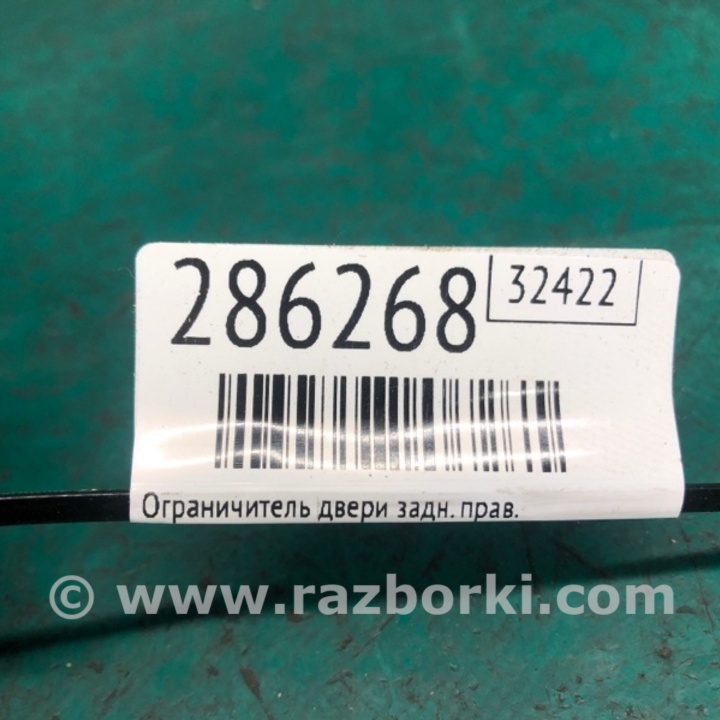 286268
32422
Ограничитель двери задн. прав.
© www.razborki.com